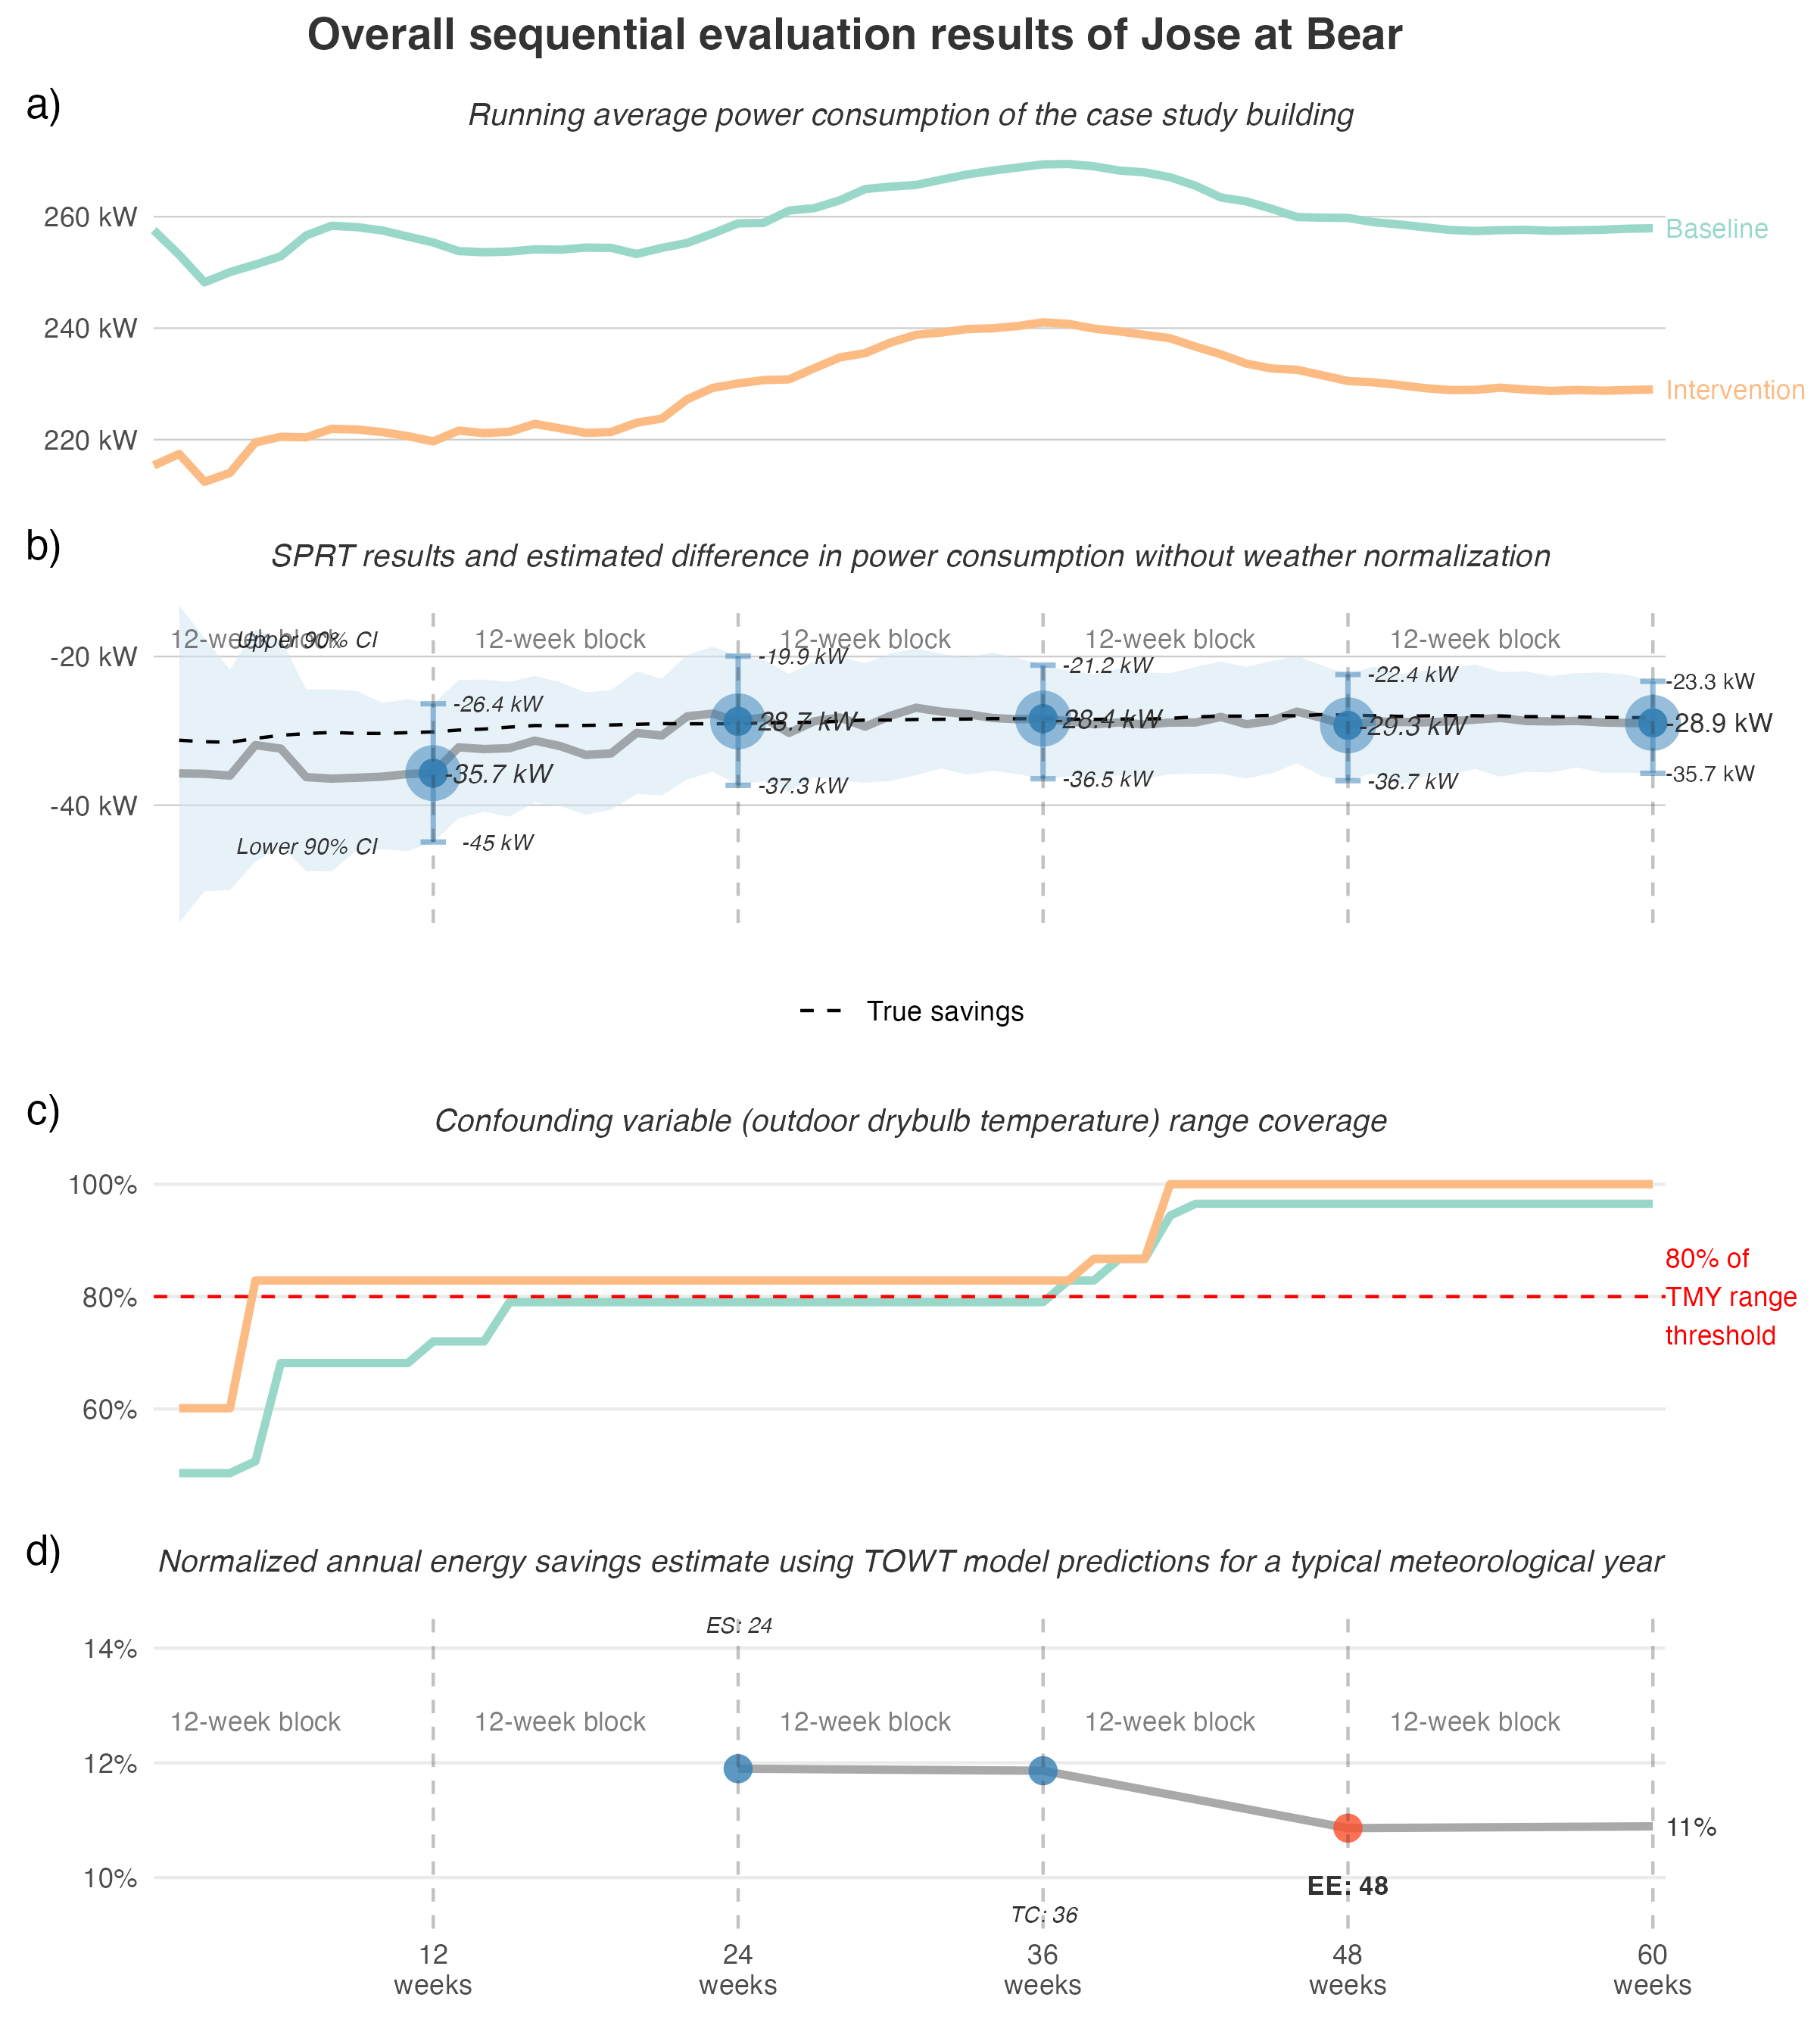 Overall sequential evaluation results of Jose at Bear
a)
Running average power consumption of the case study building
260 kW
Baseline
240 kW
Intervention
220 kW
b)
SPRT results and estimated difference in power consumption without weather normalization
12-week block
12-week block
12-week block
12-week block
12-week block
Upper 90% CI
-20 kW
-19.9 kW
-21.2 kW
-22.4 kW
-23.3 kW
-26.4 kW
-28.7 kW
-28.4 kW
-29.3 kW
-28.9 kW
-35.7 kW
-37.3 kW
-36.5 kW
-36.7 kW
-35.7 kW
-40 kW
Lower 90% CI
-45 kW
True savings
c)
Confounding variable (outdoor drybulb temperature) range coverage
100%
80%
60%
80% of
TMY range
threshold
d)
Normalized annual energy savings estimate using TOWT model predictions for a typical meteorological year
ES: 24
14%
12-week block
12-week block
12-week block
12-week block
12-week block
12%
11%
10%
EE: 48
TC: 36
12
weeks
24
weeks
36
weeks
48
weeks
60
weeks